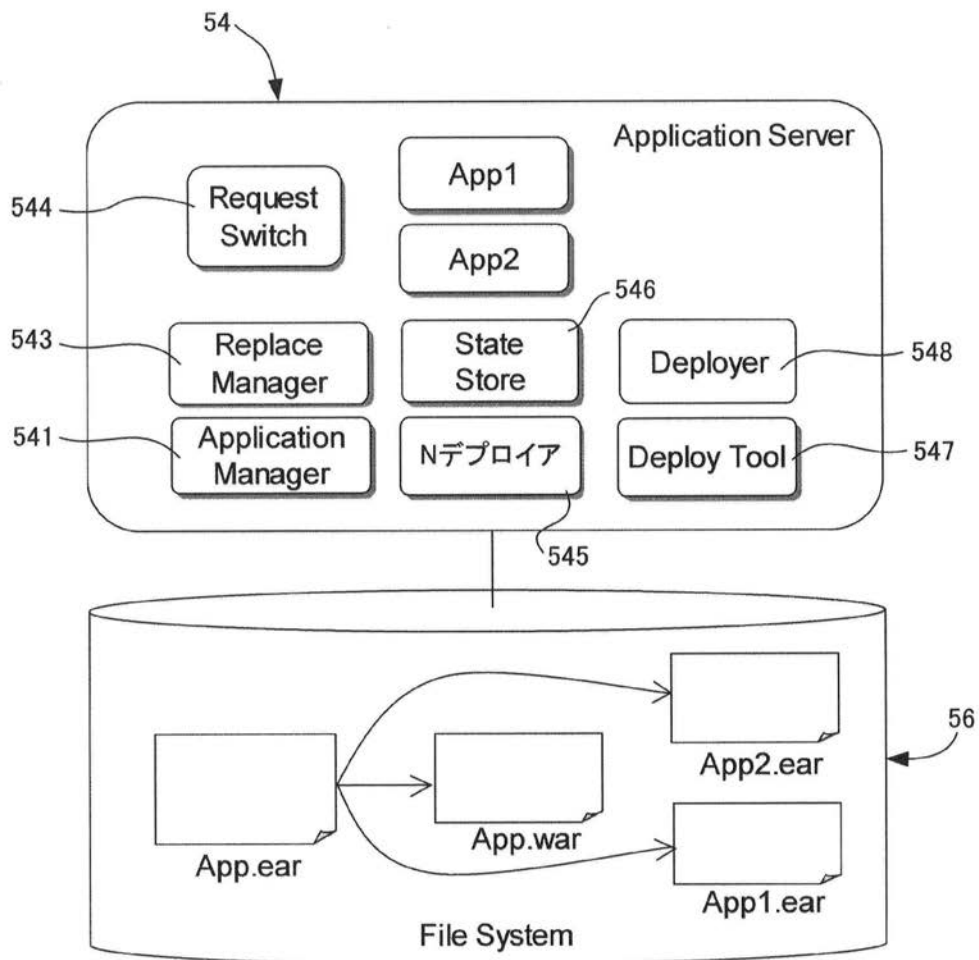 54
Application Server
544
Request
Switch
App1
App2
546
543
Replace
Manager
State
Store
Deployer
548
541
Application
Manager
Nデプロイア
Deploy Tool
547
545
56
App.ear
App.war
App2.ear
App1.ear
File System